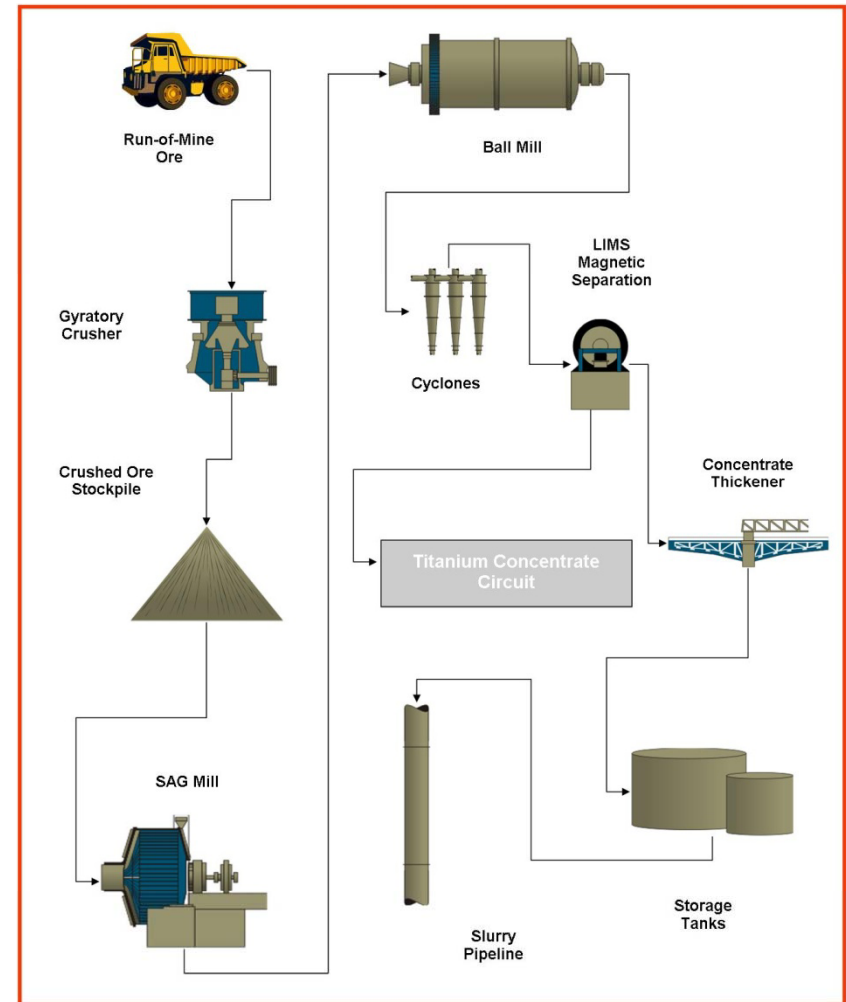 Run-of-Mine
Ore
Gyratory
Crusher
Crushed Ore
Stockpile
SAG Mill
Ball Mill
Cyclones
LIMS
Magnetic
Separation
Titanium Concentrate
Circuit
Concentrate
Thickener
Storage
Tanks
Slurry
Pipeline